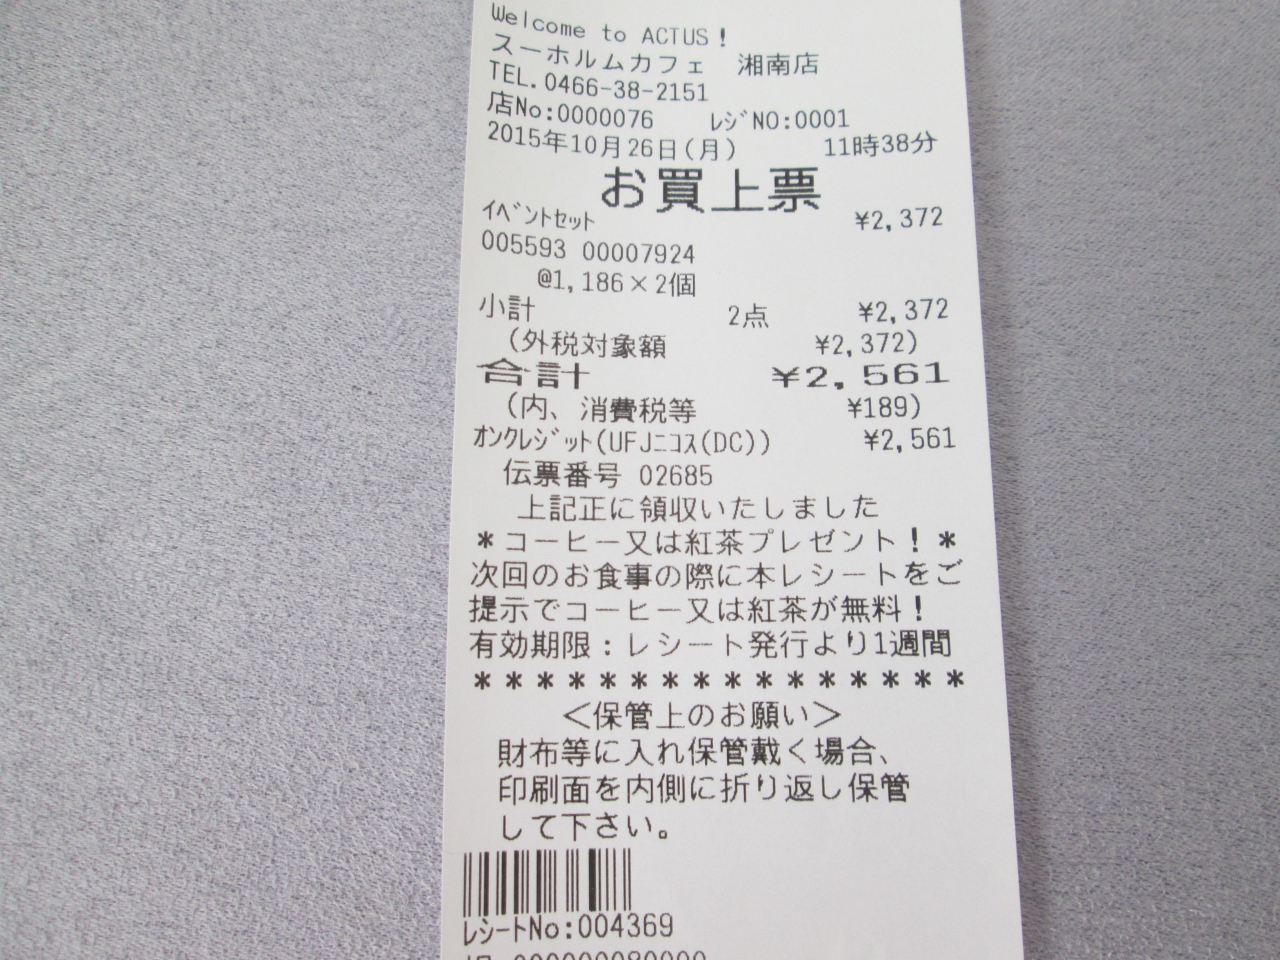 Welcome to ACTUS!
スーホルムカフェ 湘南店
TEL.0466-38-2151
店No:0000076 ﾚｼﾞNO:0001
2015年10月26日(月) 11時38分
お買上票
ｲﾍﾞﾝﾄｾｯﾄ ¥2,372
005593 00007924
@1,186×2個
小計 2点 ¥2,372
(外税対象額 ¥2,372)
合計 ¥2,561
(内、消費税等 ¥189)
ｵﾝｸﾚｼﾞｯﾄ(UFJﾆｺｽ(DC)) ¥2,561
伝票番号 02685
上記正に領収いたしました
*コーヒー又は紅茶プレゼント!*
次回のお食事の際に本レシートをご
提示でコーヒー又は紅茶が無料!
有効期限:レシート発行より1週間
****************
<保管上のお願い>
財布等に入れ保管戴く場合、
印刷面を内側に折り返し保管
して下さい。
ﾚｼｰﾄNo:004369